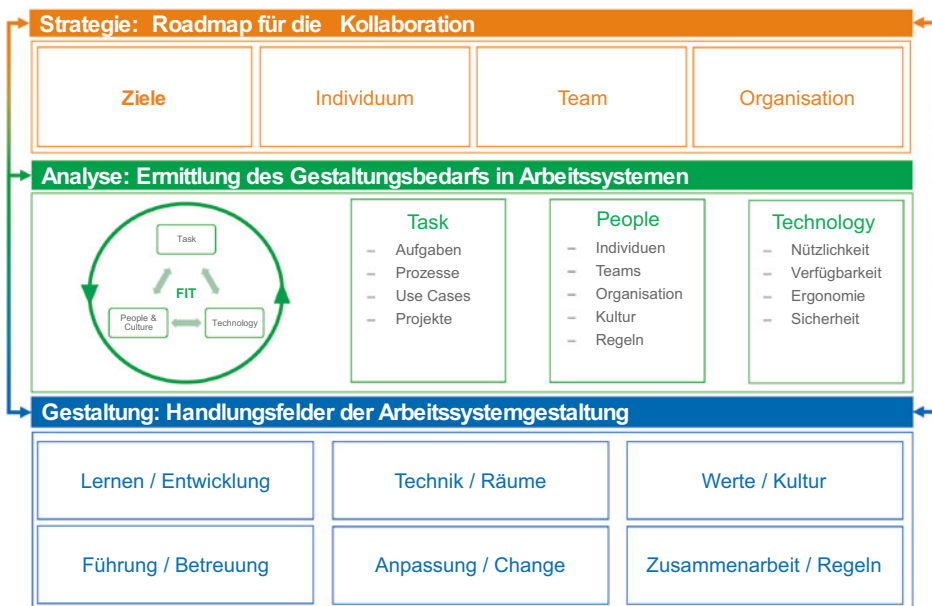 Strategie: Roadmap für die Kollaboration
Ziele
Individuum
Team
Organisation
Analyse: Ermittlung des Gestaltungsbedarfs in Arbeitssystemen
Task
FIT
People &
Culture
Technology
Task
– Aufgaben
– Prozesse
– Use Cases
– Projekte
People
– Individuen
– Teams
– Organisation
– Kultur
– Regeln
Technology
– Nützlichkeit
– Verfügbarkeit
– Ergonomie
– Sicherheit
Gestaltung: Handlungsfelder der Arbeitssystemgestaltung
Lernen / Entwicklung
Technik / Räume
Werte / Kultur
Führung / Betreuung
Anpassung / Change
Zusammenarbeit / Regeln